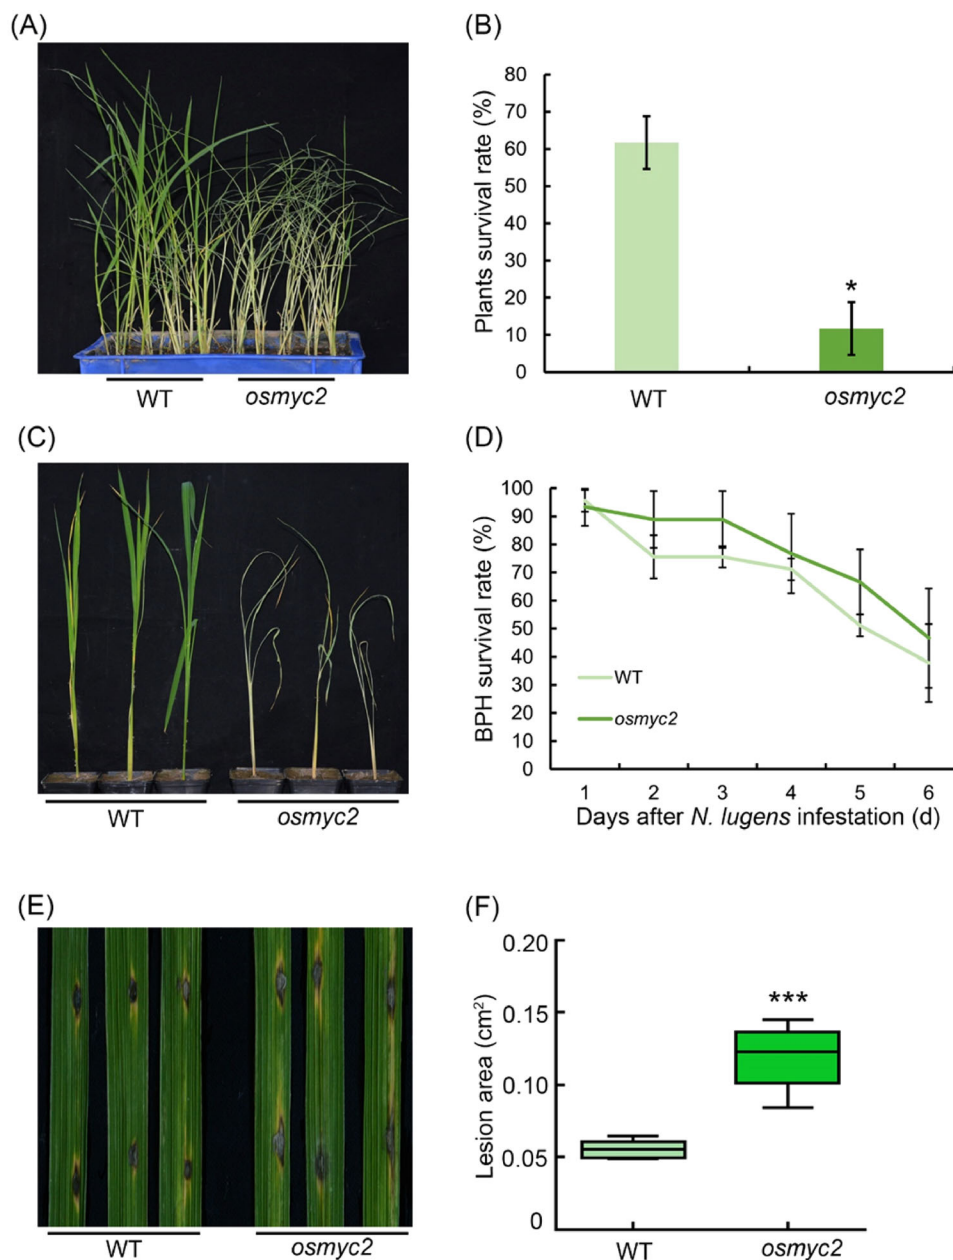 (A)
WT
osmyc2
(B)
Plants survival rate (%)
80
70
60
50
40
30
20
10
0
*
WT
osmyc2
(C)
WT
osmyc2
(D)
BPH survival rate (%)
100
90
80
70
60
50
40
30
20
10
0
WT
osmyc2
1 2 3 4 5 6
Days after N. lugens infestation (d)
(E)
WT
osmyc2
(F)
Lesion area (cm²)
0.20
0.15
0.10
0.05
0
***
WT
osmyc2